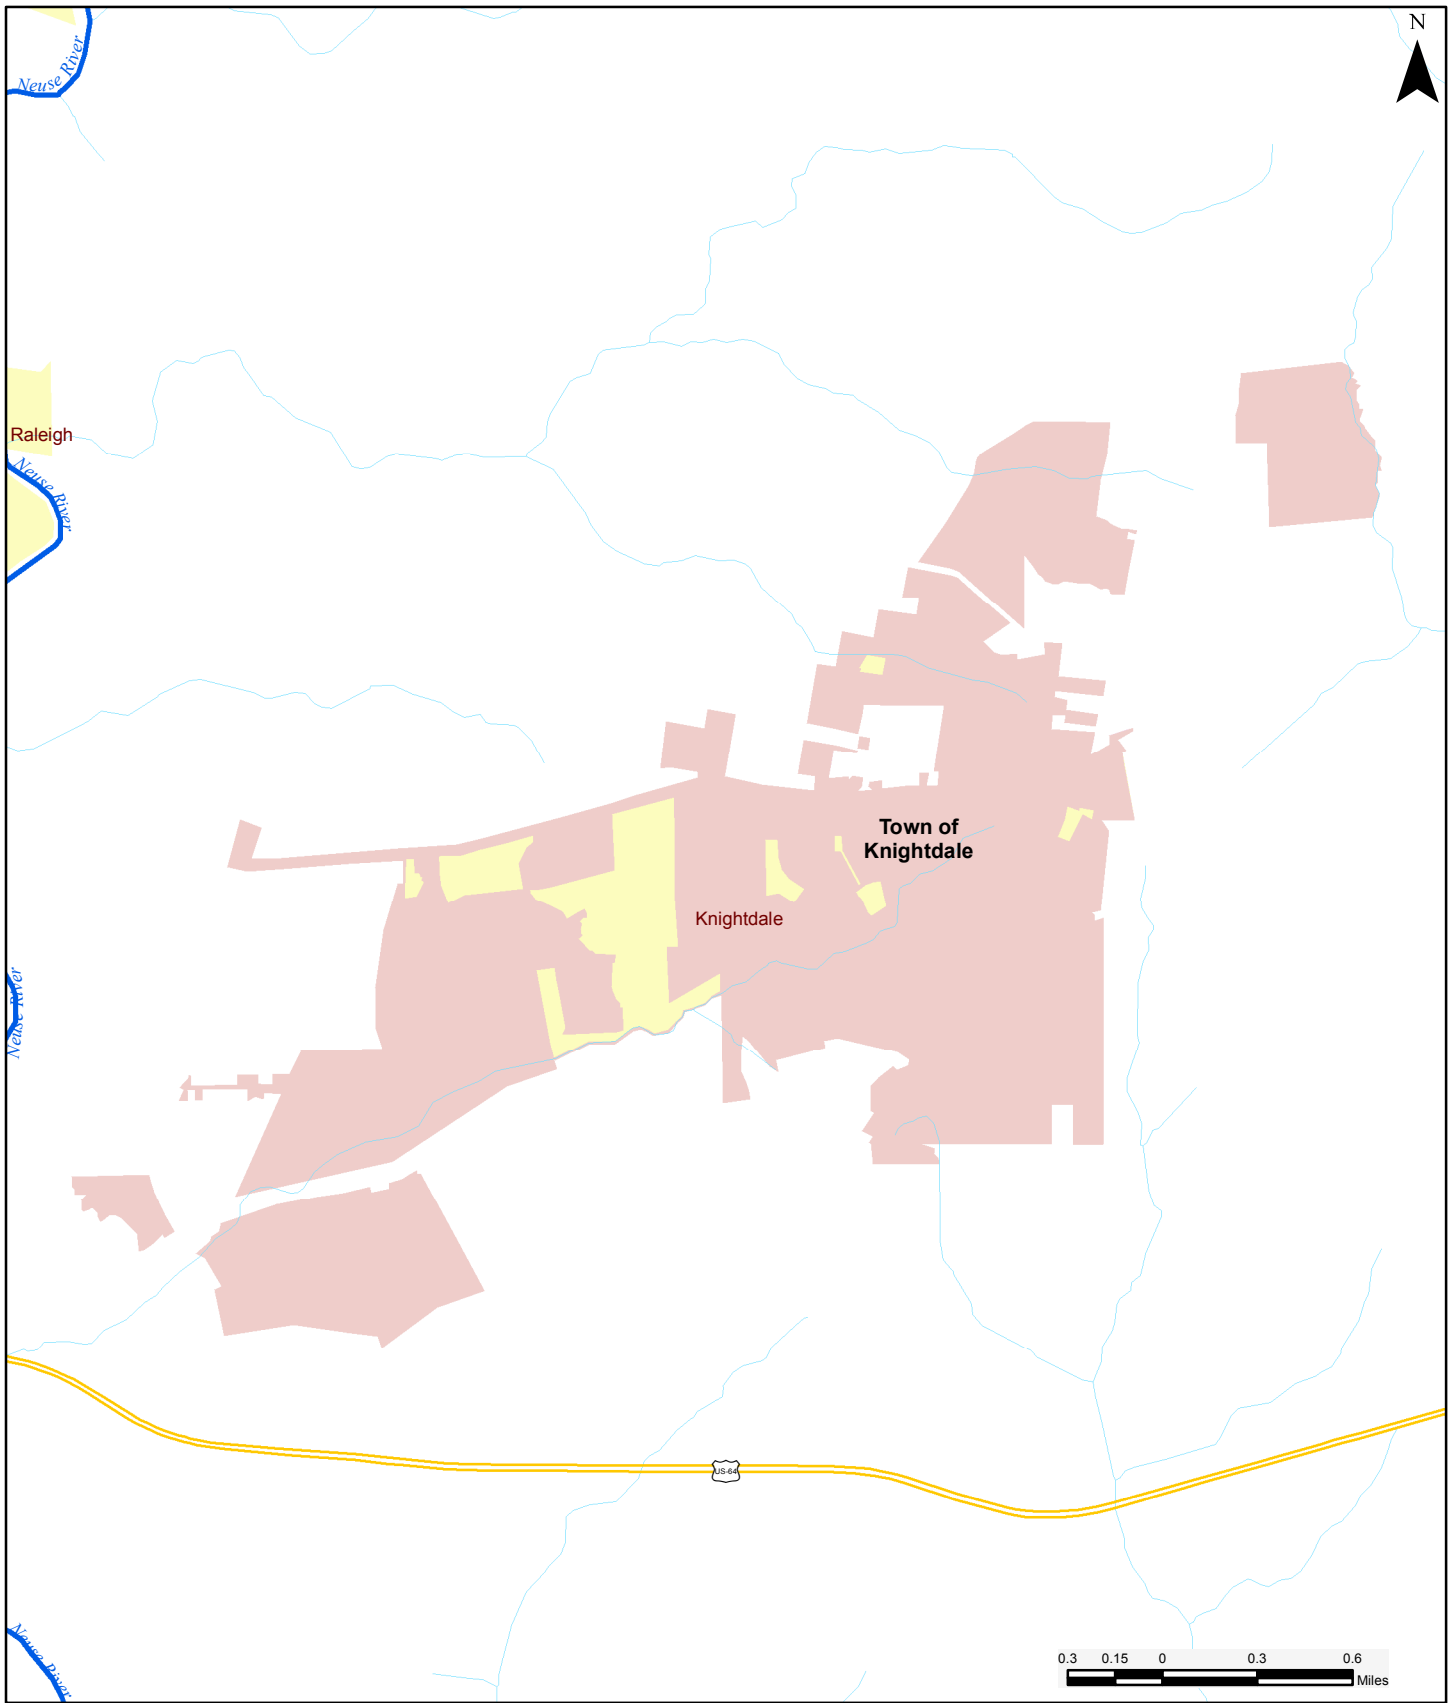 N
Neuse River
Raleigh
Neuse River
Town of
Knightdale
Knightdale
Neuse River
US-64
Neuse River
0.3 0.15 0 0.3 0.6
Miles